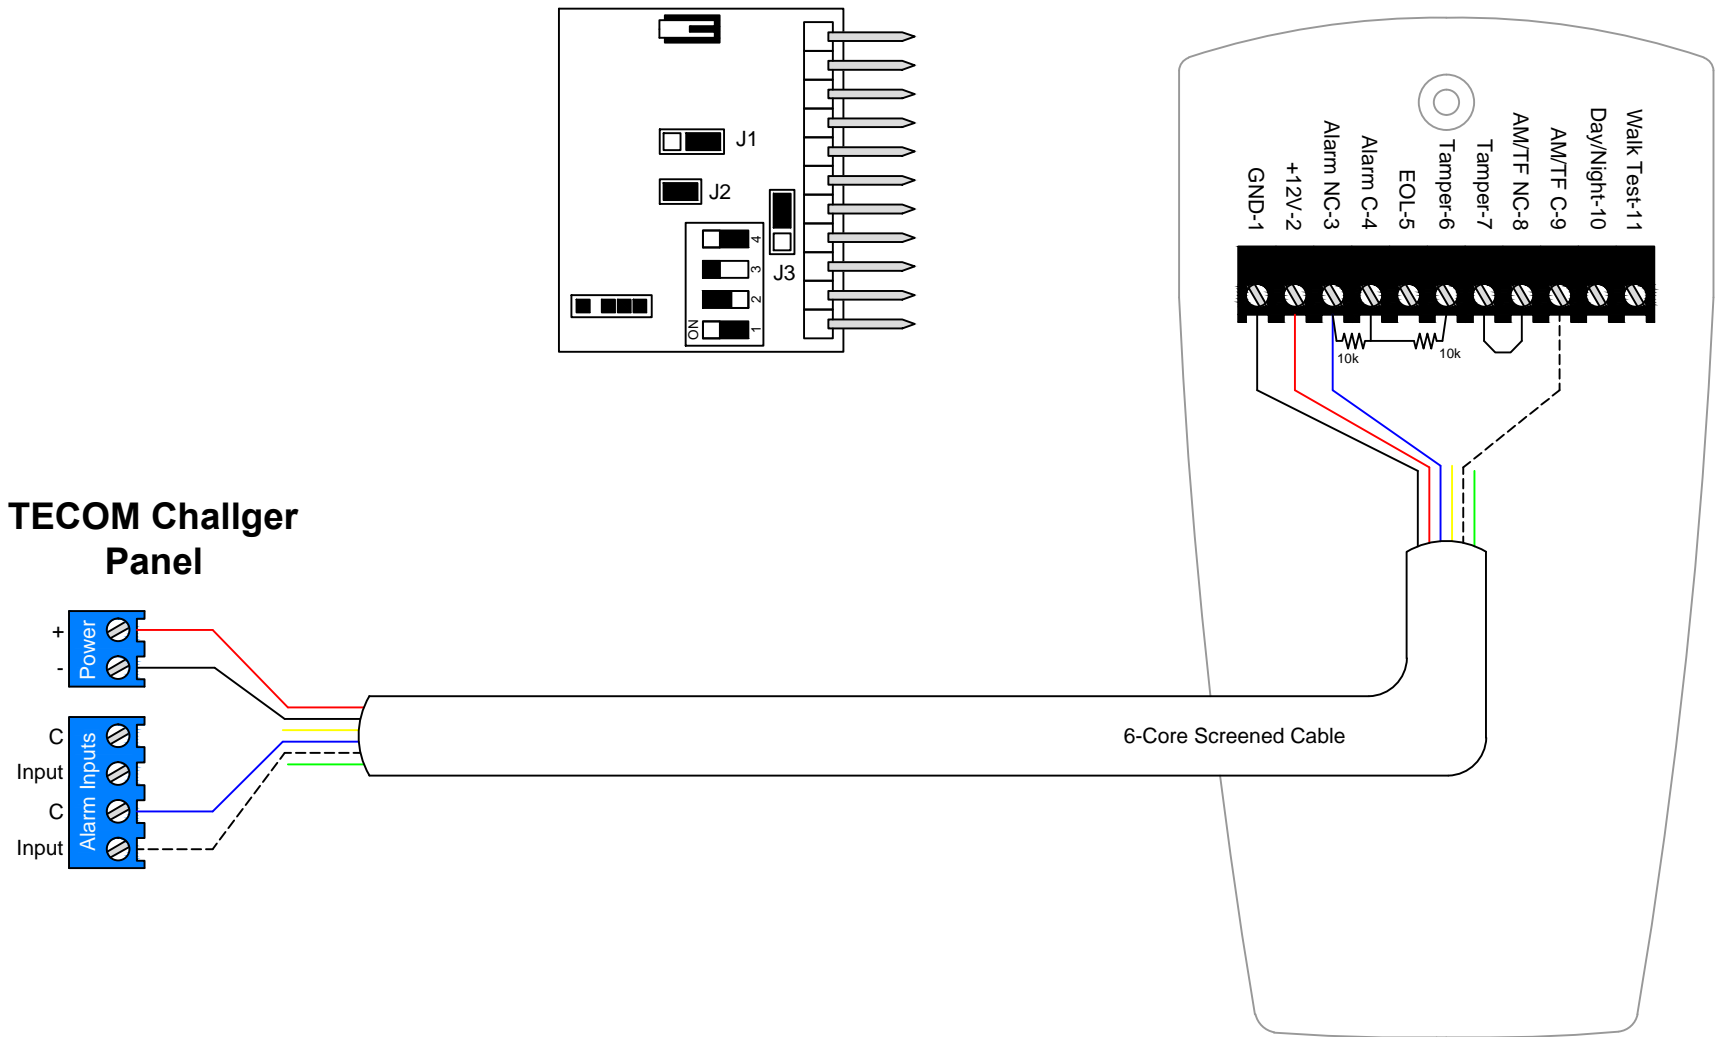 J1
J2
J3
4
3
2
1
ON
GND-1
+12V-2
Alarm NC-3
Alarm C-4
EOL-5
Tamper-6
Tamper-7
AM/TF NC-8
AM/TF C-9
Day/Night-10
Walk Test-11
10k
10k
TECOM Challger
Panel
+
-
Power
C
Input
C
Input
Alarm Inputs
6-Core Screened Cable